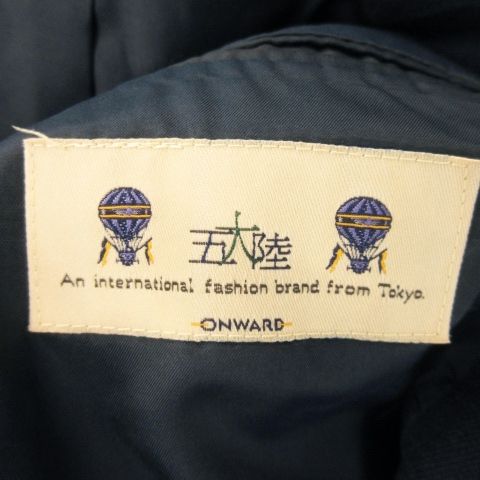 五大陸
An international fashion brand from Tokyo.
ONWARD